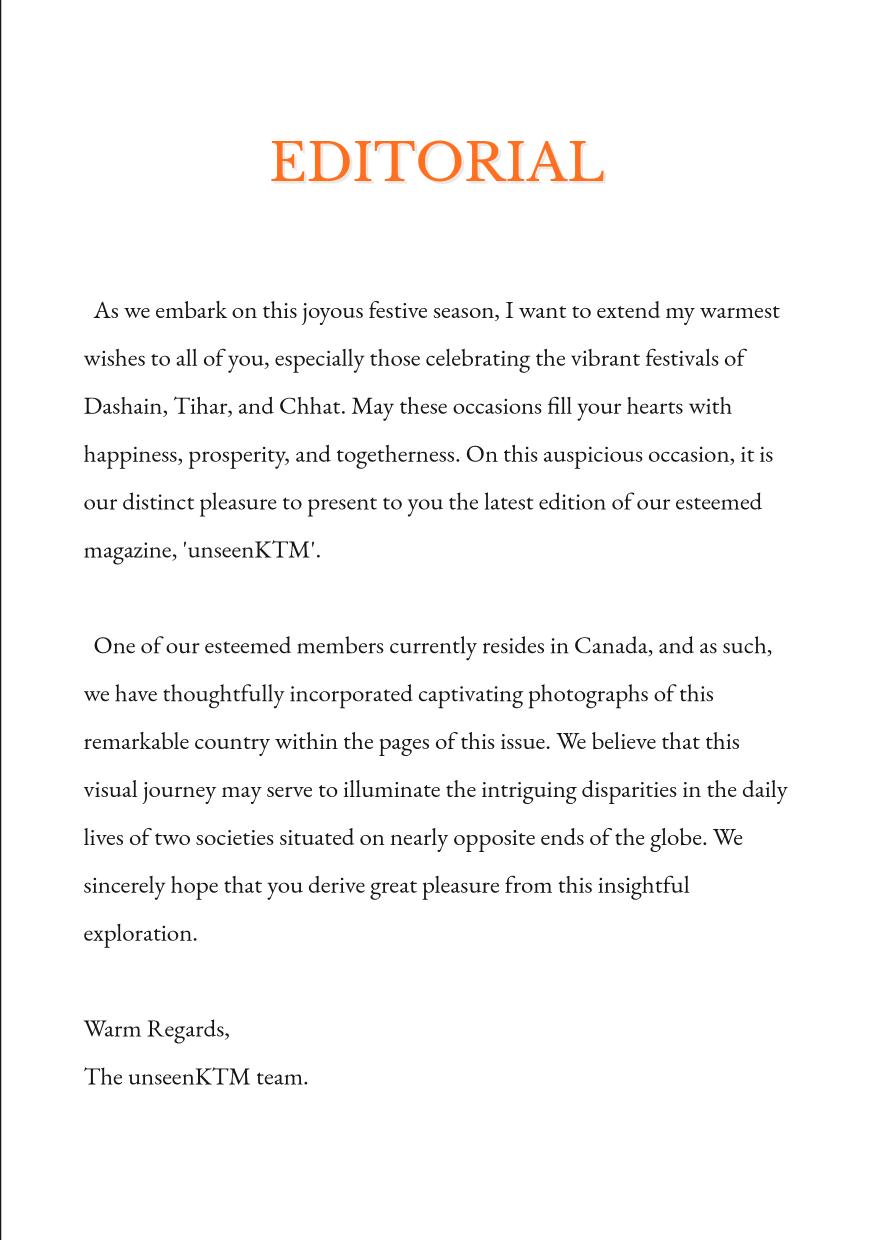 EDITORIAL
As we embark on this joyous festive season, I want to extend my warmest
wishes to all of you, especially those celebrating the vibrant festivals of
Dashain, Tihar, and Chhat. May these occasions fill your hearts with
happiness, prosperity, and togetherness. On this auspicious occasion, it is
our distinct pleasure to present to you the latest edition of our esteemed
magazine, 'unseenKTM'.
One of our esteemed members currently resides in Canada, and as such,
we have thoughtfully incorporated captivating photographs of this
remarkable country within the pages of this issue. We believe that this
visual journey may serve to illuminate the intriguing disparities in the daily
lives of two societies situated on nearly opposite ends of the globe. We
sincerely hope that you derive great pleasure from this insightful
exploration.
Warm Regards,
The unseenKTM team.